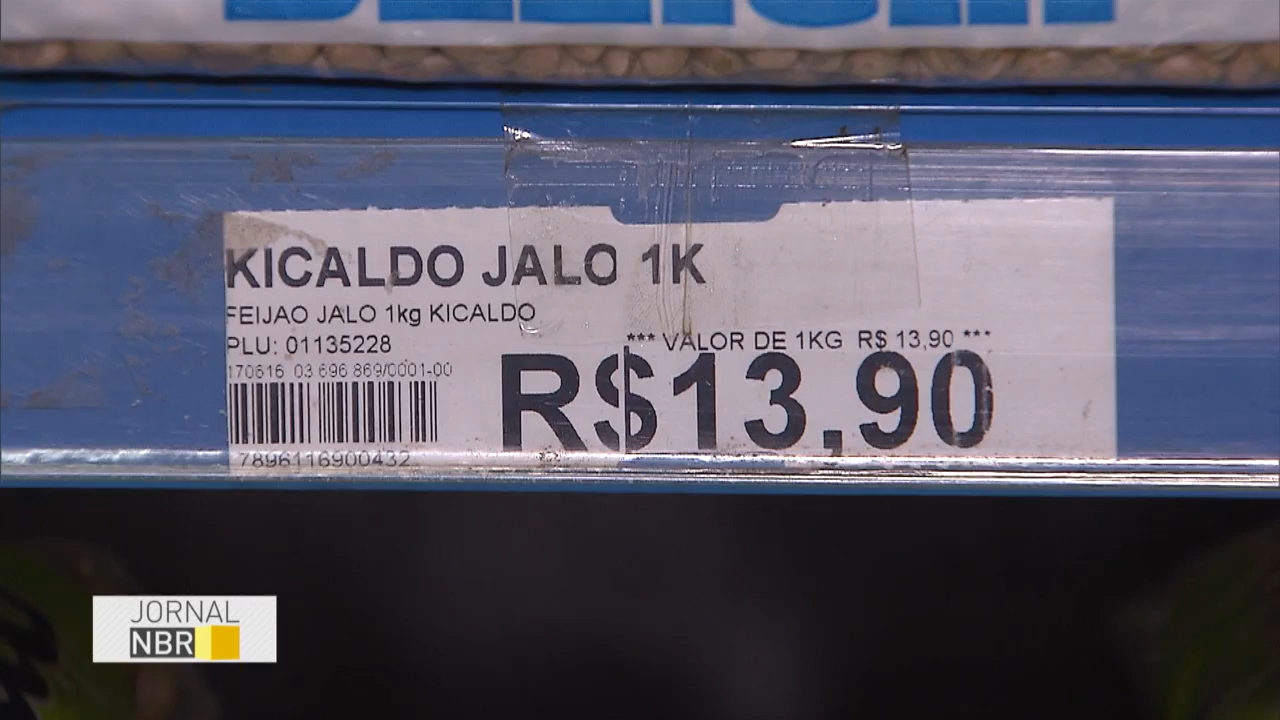 KICALDO JALO 1K
FEIJAO JALO 1kg KICALDO
PLU: 01135228
*** VALOR DE 1KG R$ 13,90 ***
170616 03 696 869/0001-00
R$13,90
7896116900432
JORNAL
NBR